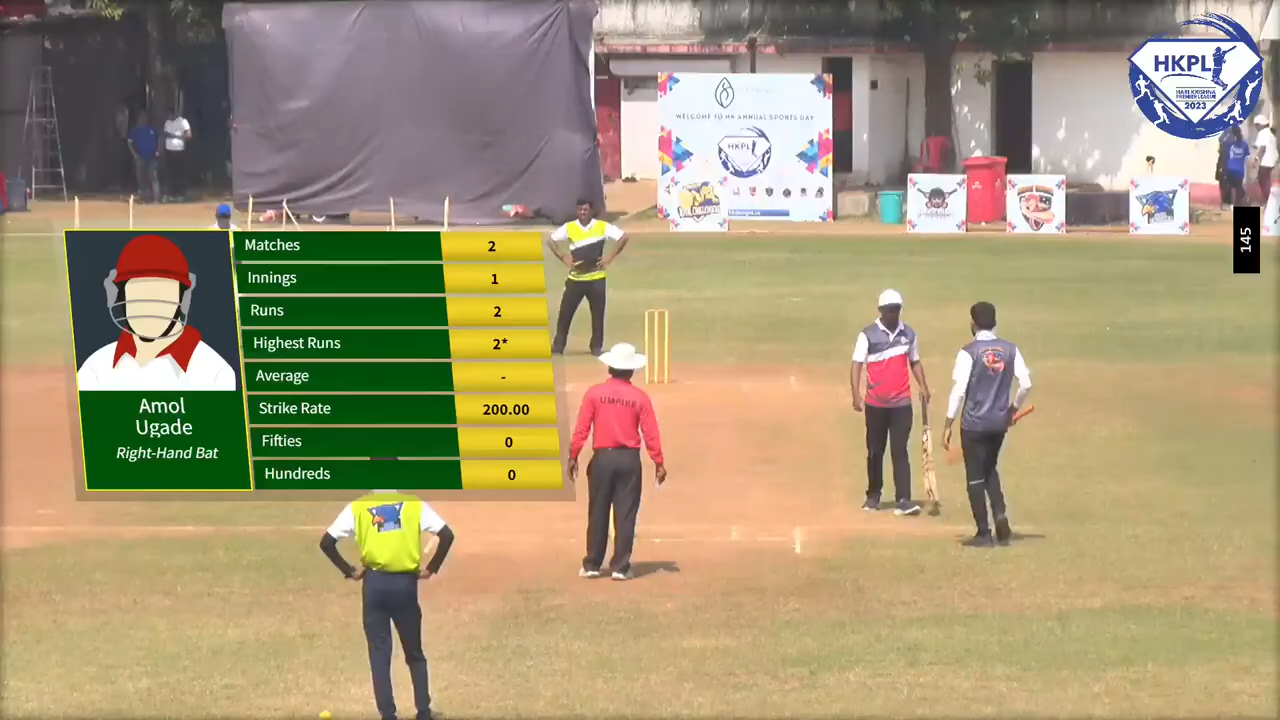 HKPL
HARI KRISHNA
PREMIER LEAGUE
2023
WELCOME TO HK ANNUAL SPORTS DAY
HKPL
145
Matches 2
Innings 1
Runs 2
Highest Runs 2*
Average -
Strike Rate 200.00
Fifties 0
Hundreds 0
Amol
Ugade
Right-Hand Bat
UMPIRE